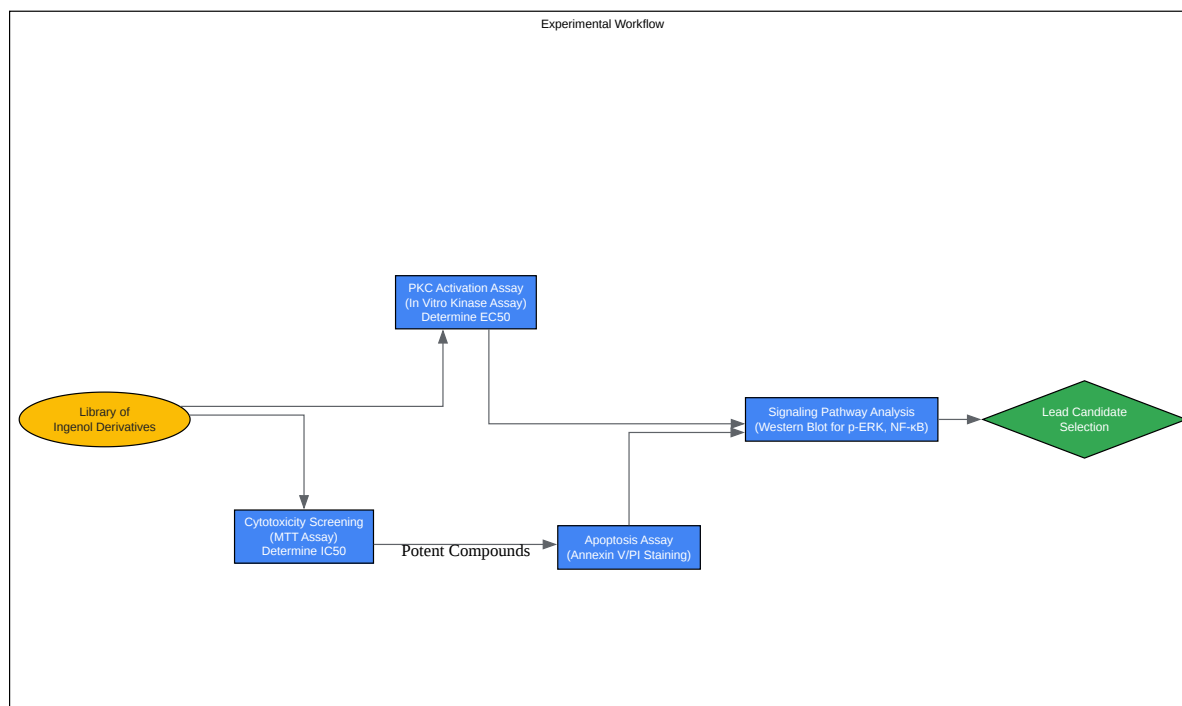 Experimental Workflow
PKC Activation Assay
(In Vitro Kinase Assay)
Determine EC50
Library of
Ingenol Derivatives
Signaling Pathway Analysis
(Western Blot for p-ERK, NF-κB)
Lead Candidate
Selection
Cytotoxicity Screening
(MTT Assay)
Determine IC50
Potent Compounds
Apoptosis Assay
(Annexin V/PI Staining)